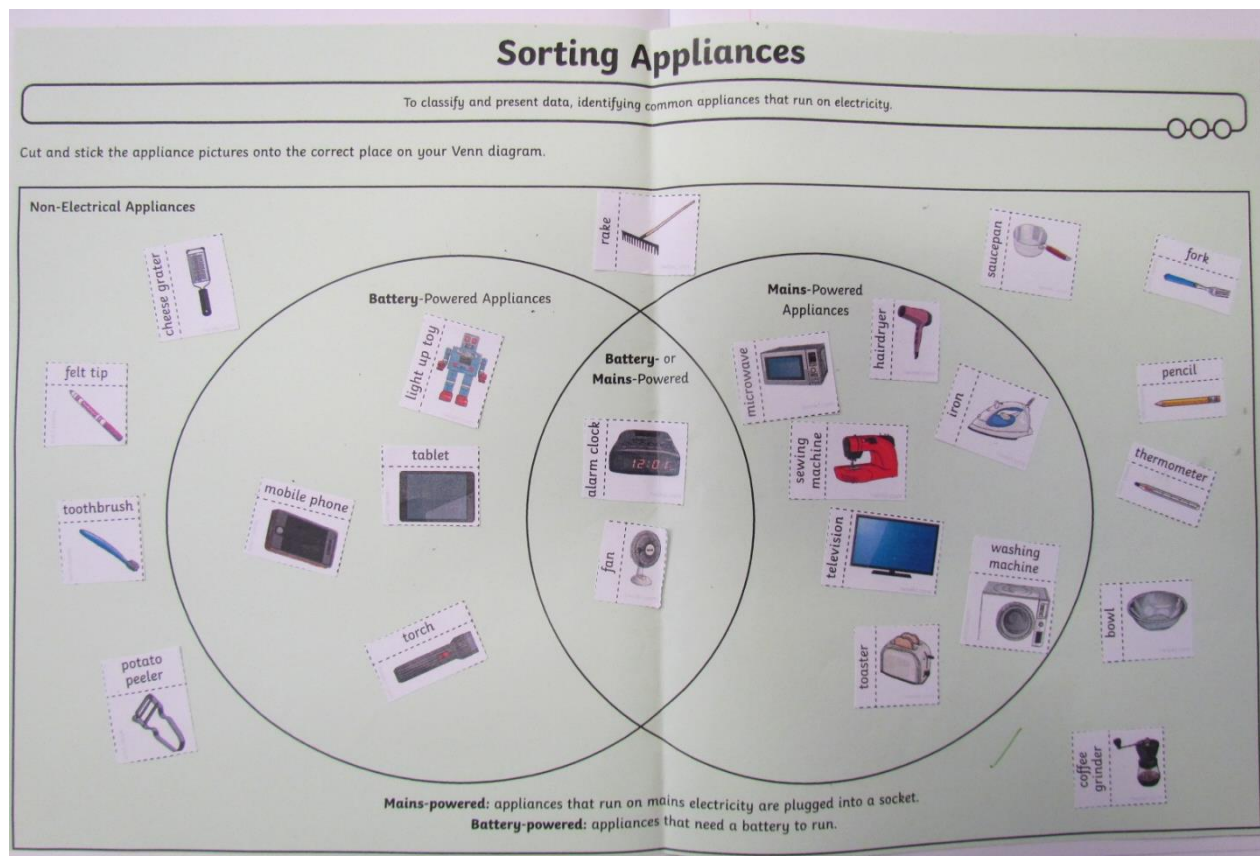 Sorting Appliances
To classify and present data, identifying common appliances that run on electricity.
Cut and stick the appliance pictures onto the correct place on your Venn diagram.
Non-Electrical Appliances
cheese grater
felt tip
toothbrush
potato
peeler
rake
Battery-Powered Appliances
light up toy
tablet
mobile phone
torch
Battery- or
Mains-Powered
alarm clock
12:01
fan
Mains-Powered
Appliances
microwave
hairdryer
iron
sewing
machine
television
washing
machine
toaster
saucepan
fork
pencil
thermometer
bowl
coffee
grinder
Mains-powered: appliances that run on mains electricity are plugged into a socket.
Battery-powered: appliances that need a battery to run.